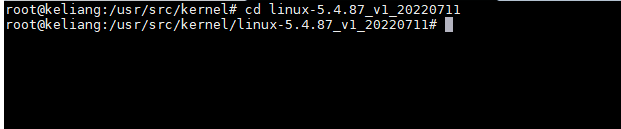 root@keliang:/usr/src/kernel# cd linux-5.4.87_v1_20220711
root@keliang:/usr/src/kernel/linux-5.4.87_v1_20220711#